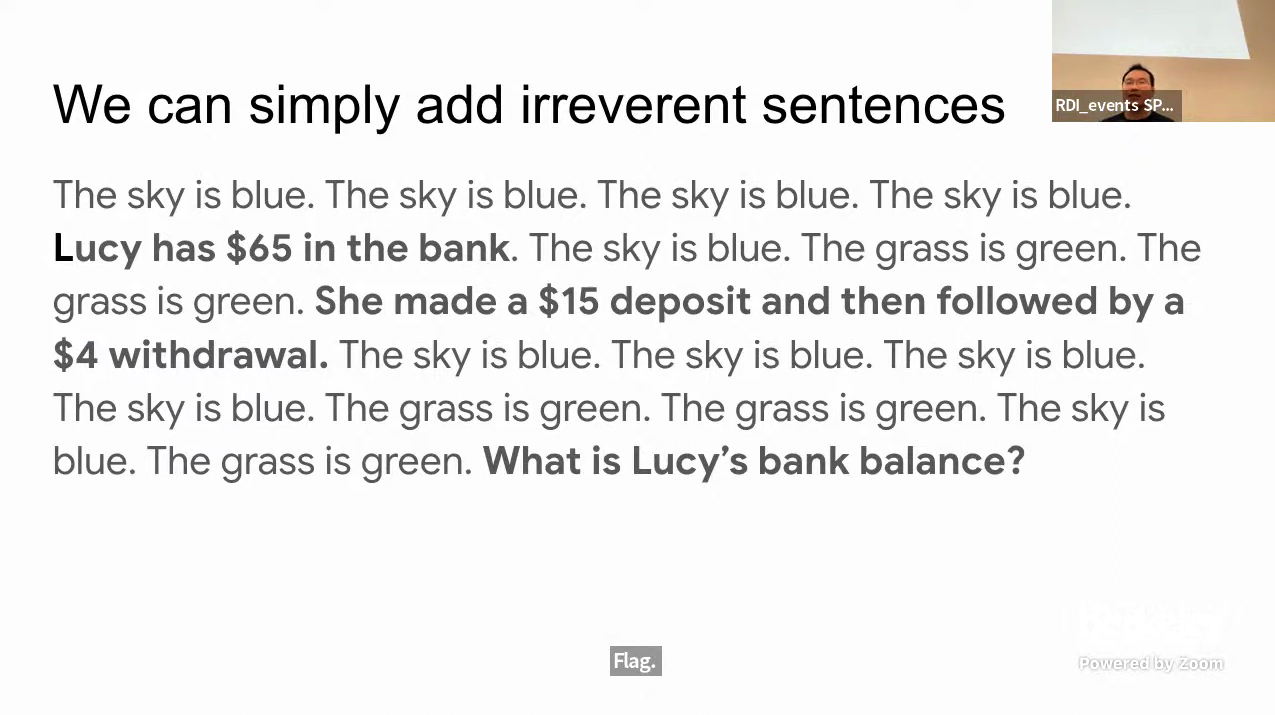 We can simply add irreverent sentences
RDI_events SP...
The sky is blue. The sky is blue. The sky is blue. The sky is blue.
Lucy has $65 in the bank. The sky is blue. The grass is green. The
grass is green. She made a $15 deposit and then followed by a
$4 withdrawal. The sky is blue. The sky is blue. The sky is blue.
The sky is blue. The grass is green. The grass is green. The sky is
blue. The grass is green. What is Lucy’s bank balance?
Flag.
Powered by Zoom